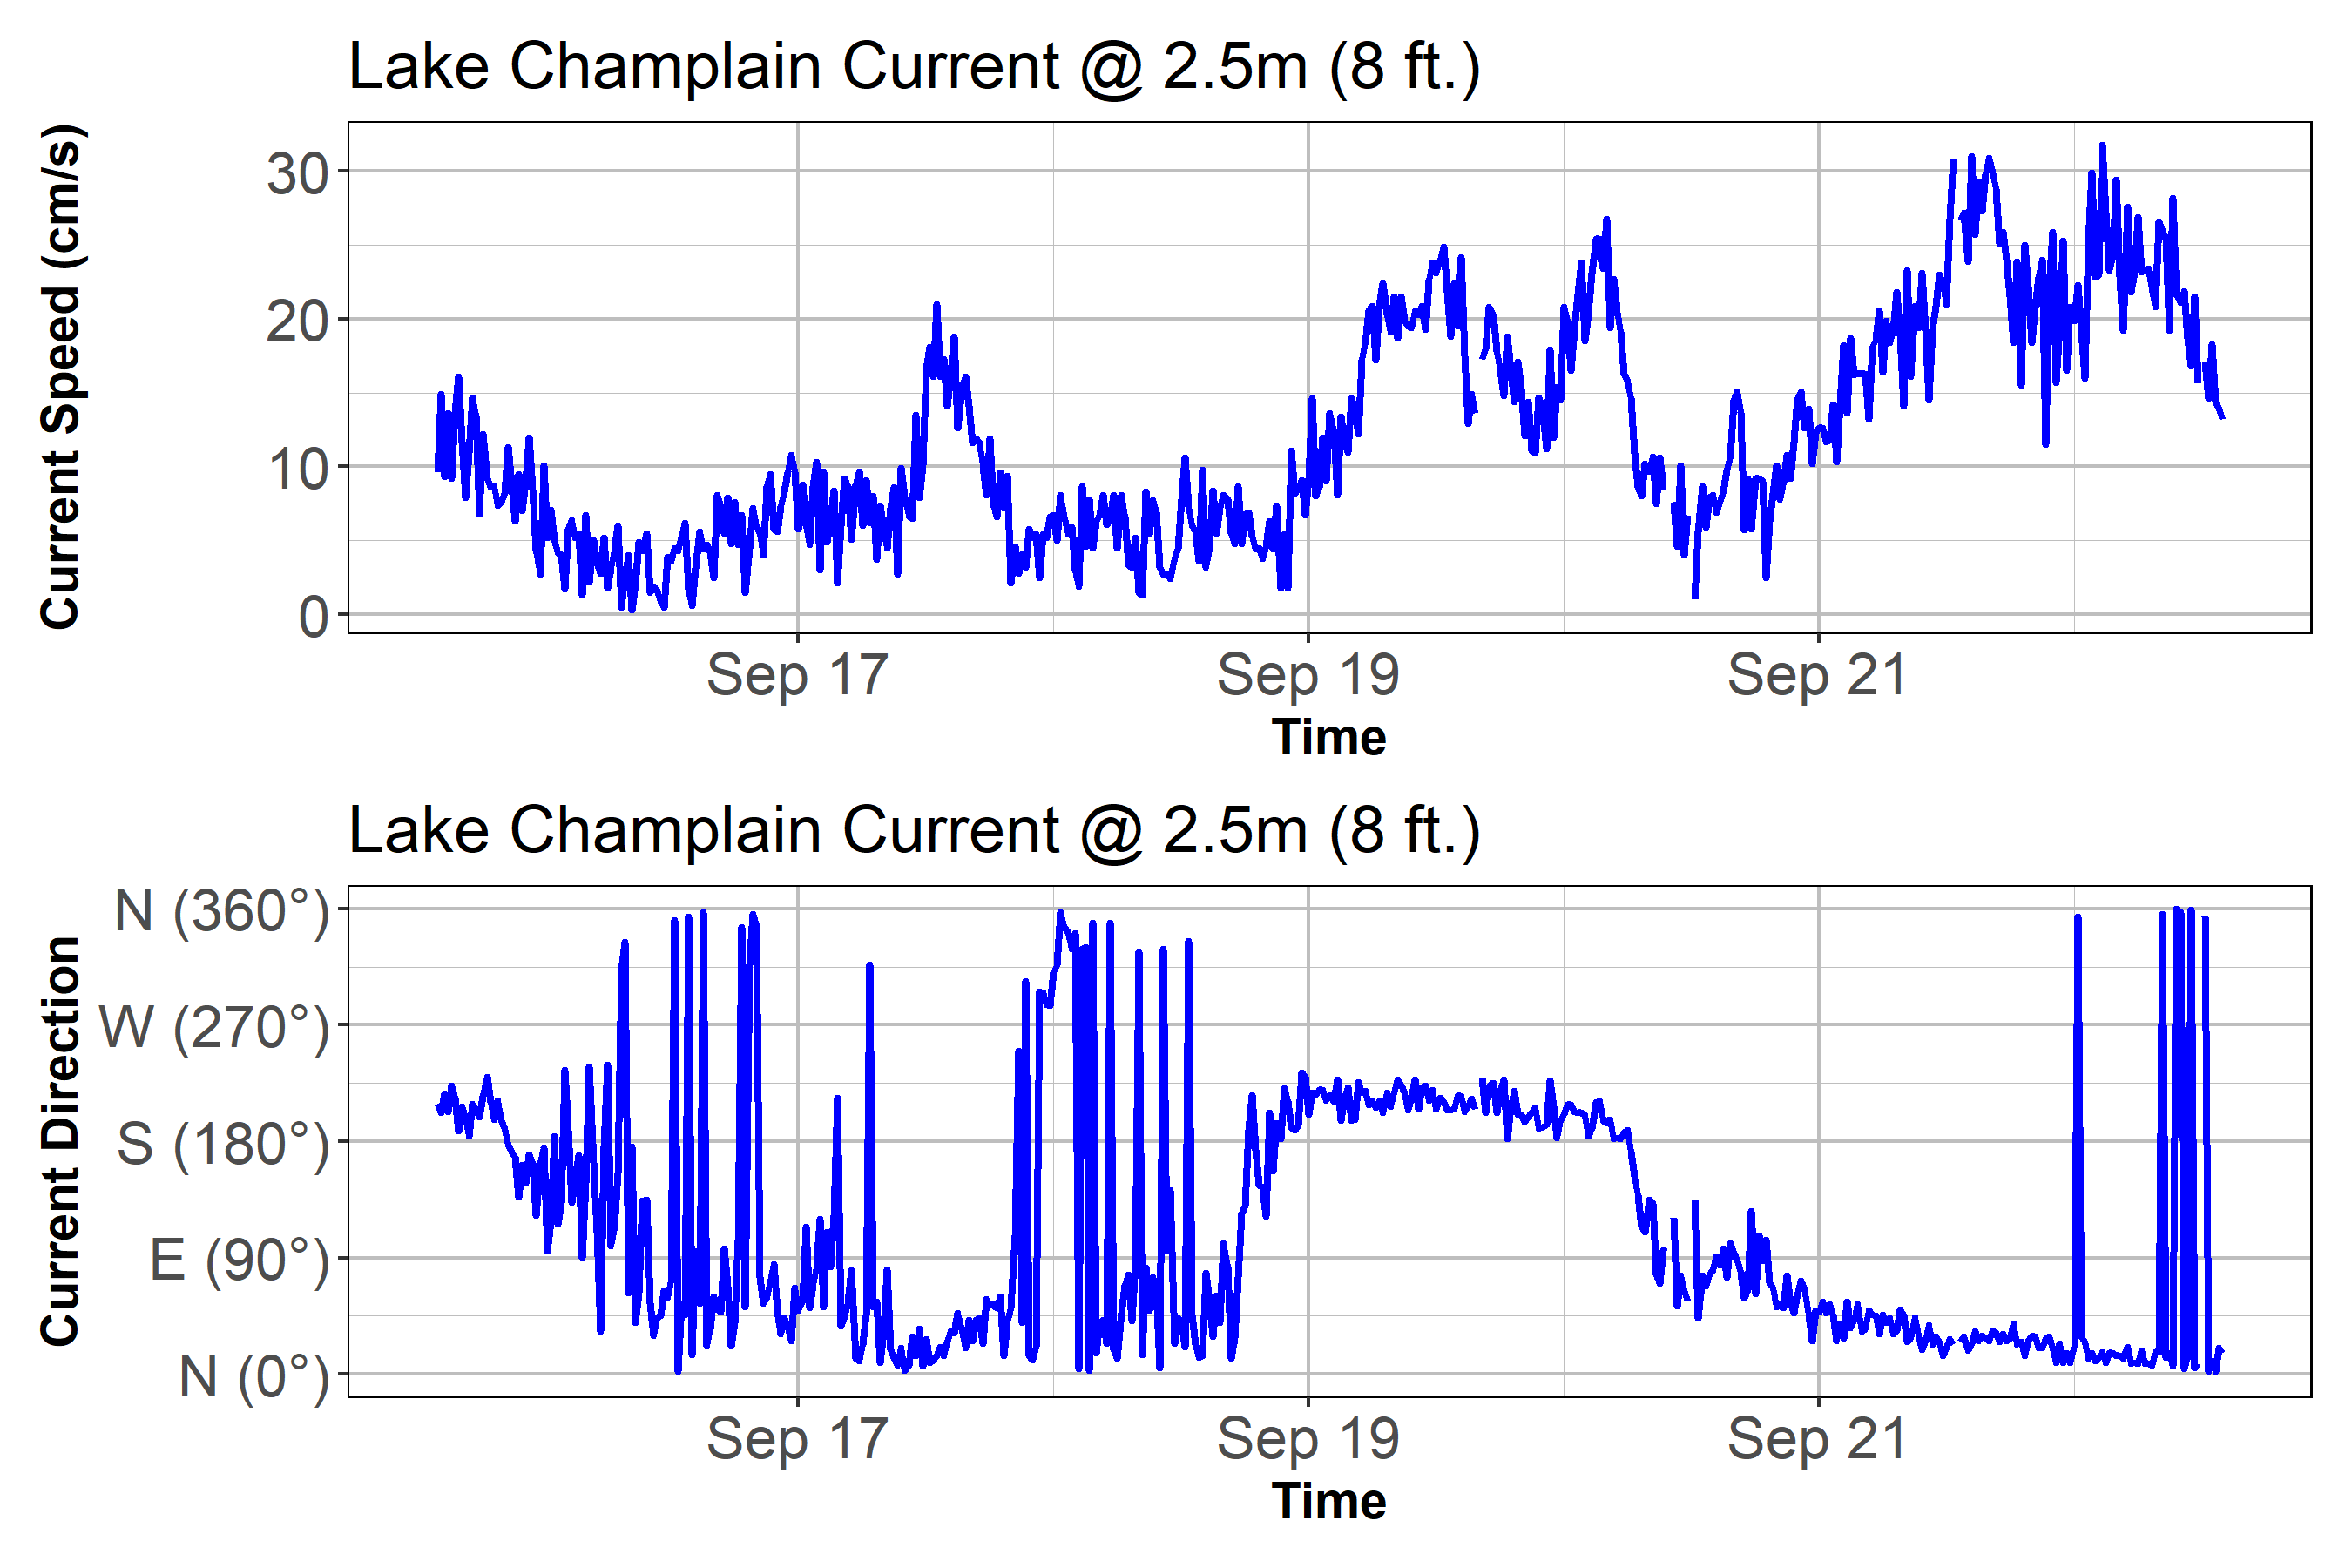 Lake Champlain Current @ 2.5m (8 ft.)
Current Speed (cm/s)
30
20
10
0
Sep 17 Sep 19 Sep 21
Time
Lake Champlain Current @ 2.5m (8 ft.)
Current Direction
N (360°)
W (270°)
S (180°)
E (90°)
N (0°)
Sep 17 Sep 19 Sep 21
Time